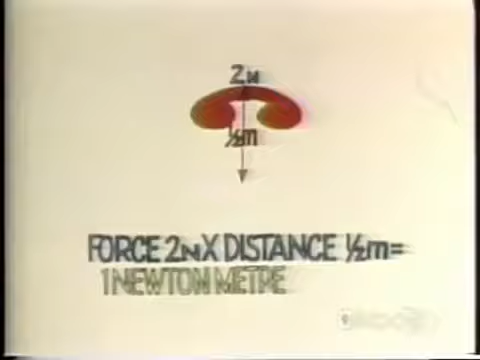 2N
½m
FORCE 2N X DISTANCE ½m=
1 NEWTON METRE